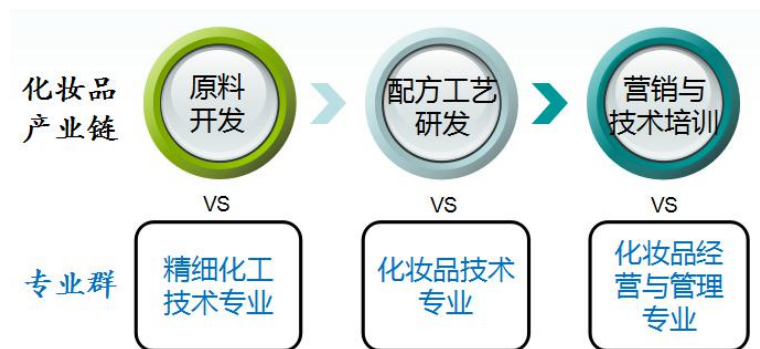 化妆品
产业链
原料
开发
配方工艺
研发
营销与
技术培训
VS
VS
VS
专业群
精细化工
技术专业
化妆品技术
专业
化妆品经
营与管理
专业